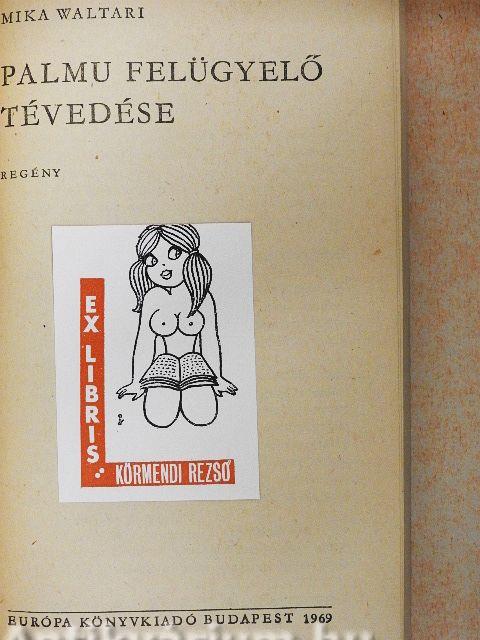 MIKA WALTARI
PALMU FELÜGYELŐ
TÉVEDÉSE
REGÉNY
EX LIBRIS
KÖRMENDI REZSŐ
EURÓPA KÖNYVKIADÓ BUDAPEST 1969